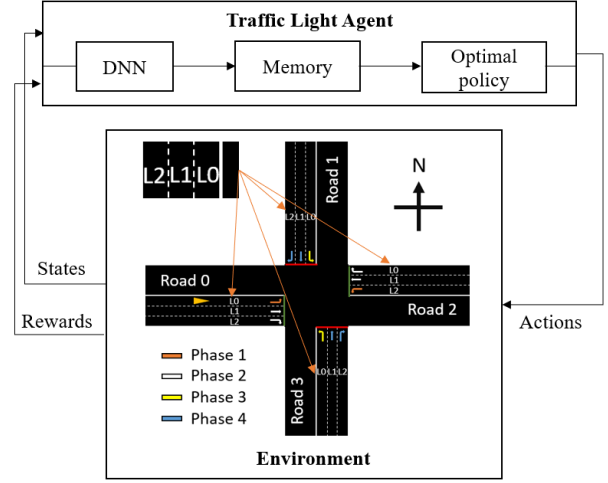 Traffic Light Agent
DNN
Memory
Optimal
policy
L2 L1 L0
Road 1
N
L2 L1 L0
Road 0
L0
L1
L2
L0
L1
L2
Road 2
States
Rewards
Actions
Phase 1
Phase 2
Phase 3
Phase 4
Road 3
L0 L1 L2
Environment